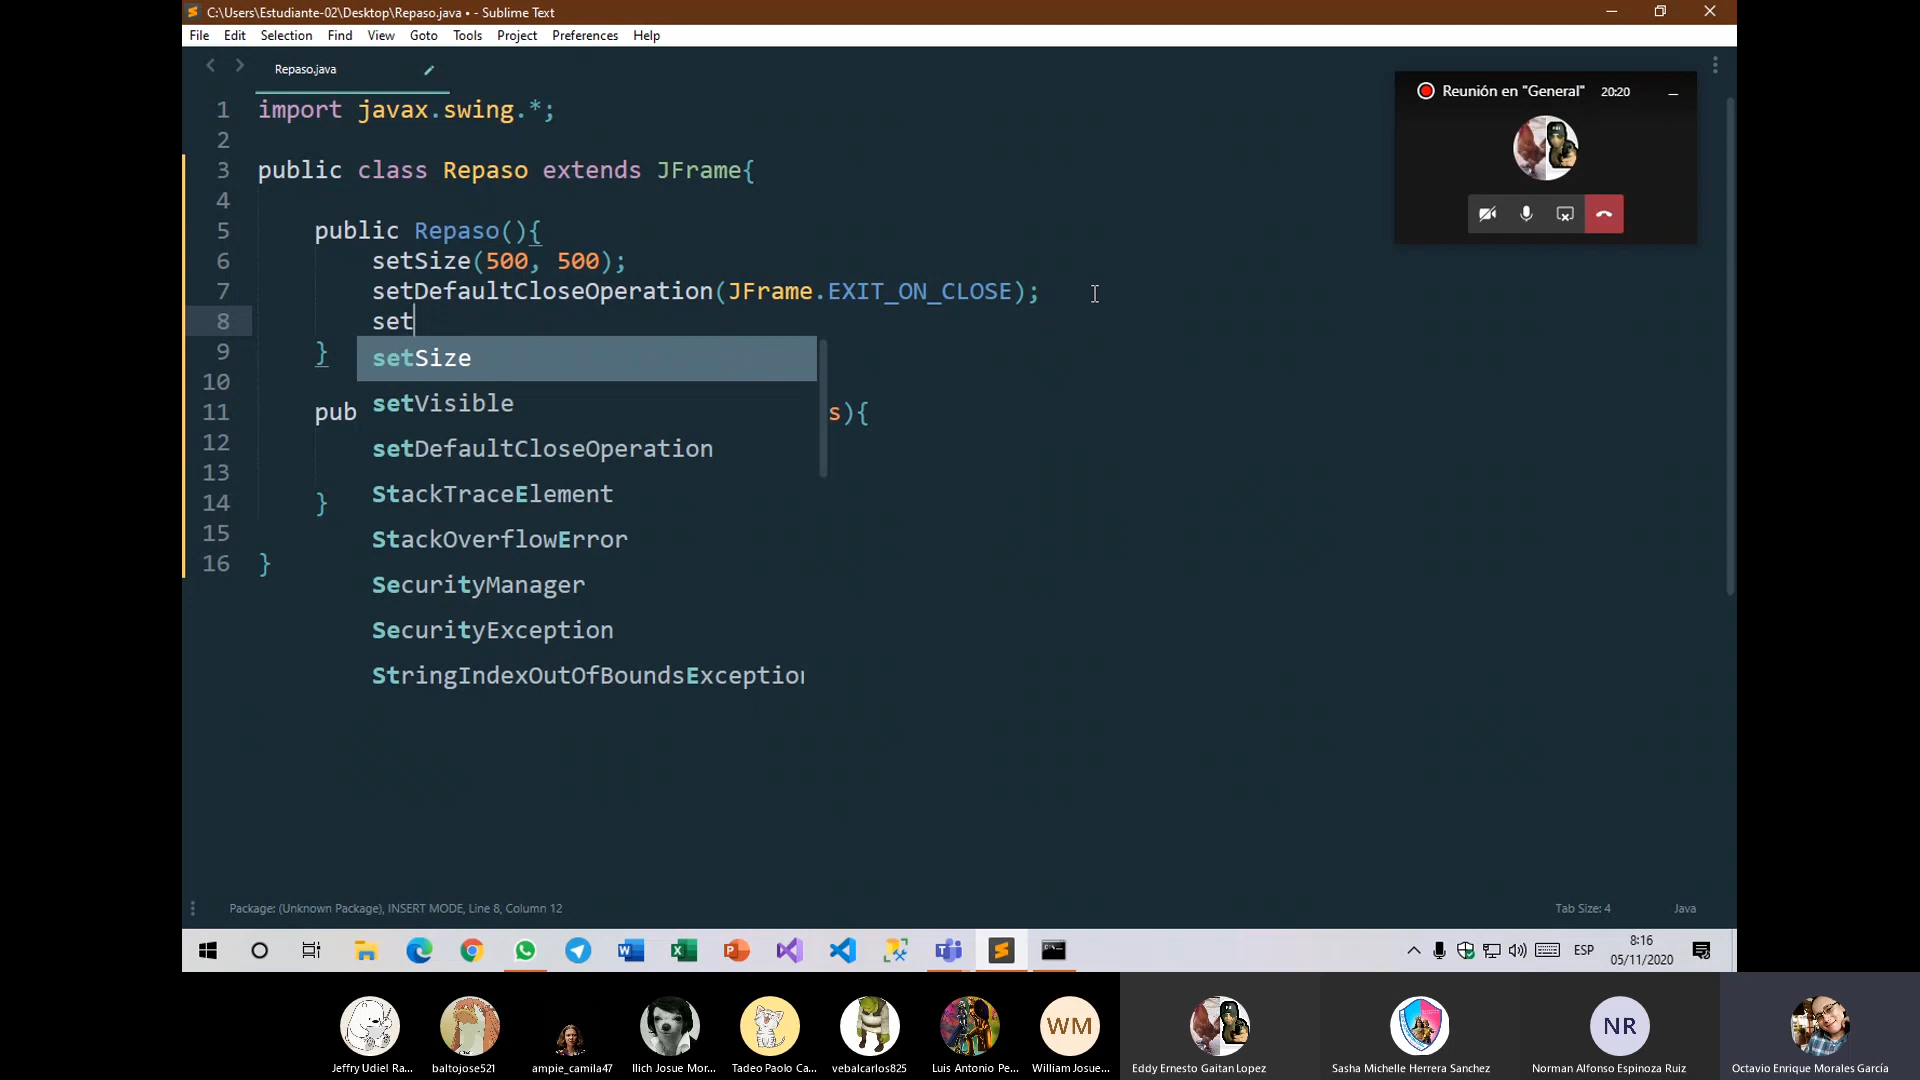 C:\Users\Estudiante-02\Desktop\Repaso.java • - Sublime Text
File Edit Selection Find View Goto Tools Project Preferences Help
Repaso.java
Reunión en "General" 20:20
1 import javax.swing.*;
2
3 public class Repaso extends JFrame{
4
5 public Repaso(){
6 setSize(500, 500);
7 setDefaultCloseOperation(JFrame.EXIT_ON_CLOSE);
8 set
9 }
setSize
10
setVisible
11 pub s){
12
setDefaultCloseOperation
13
StackTraceElement
14 }
15
StackOverflowError
16 }
SecurityManager
SecurityException
StringIndexOutOfBoundsException
Package: (Unknown Package), INSERT MODE, Line 8, Column 12
Tab Size: 4 Java
ESP
8:16
05/11/2020
WM
NR
Jeffry Udiel Ra... baltojose521 ampie_camila47 Ilich Josue Mor... Tadeo Paolo Ca... vebalcarlos825 Luis Antonio Pe... William Josue... Eddy Ernesto Gaitan Lopez Sasha Michelle Herrera Sanchez Norman Alfonso Espinoza Ruiz Octavio Enrique Morales García